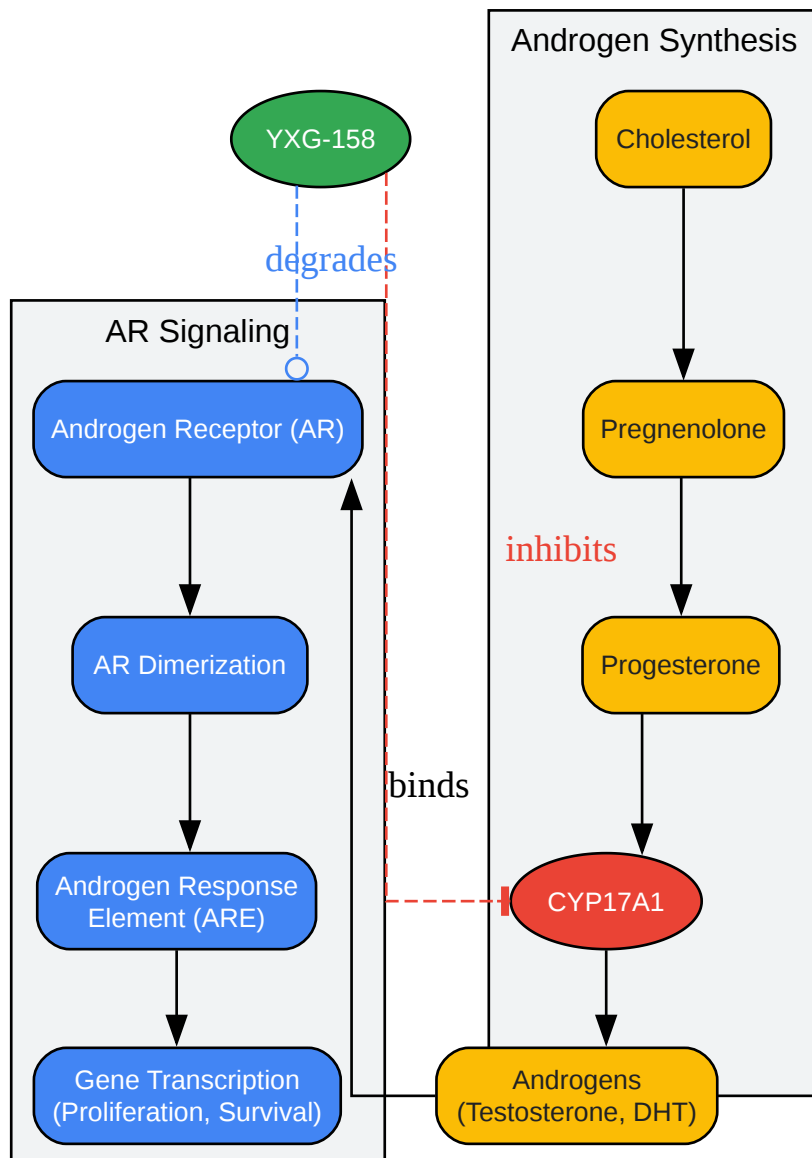 Androgen Synthesis
YXG-158
Cholesterol
degrades
AR Signaling
Androgen Receptor (AR)
Pregnenolone
inhibits
AR Dimerization
Progesterone
binds
Androgen Response
Element (ARE)
CYP17A1
Gene Transcription
(Proliferation, Survival)
Androgens
(Testosterone, DHT)